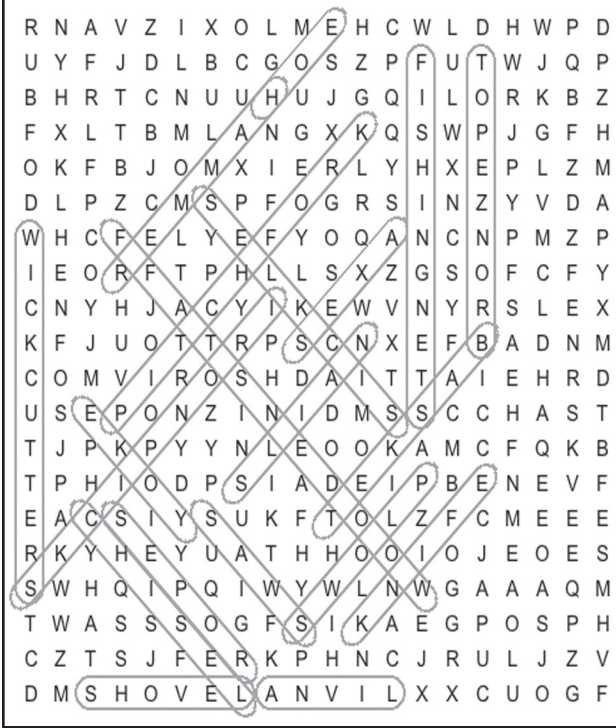 R N A V Z I X O L M E H C W L D H W P D
U Y F J D L B C G O S Z P F U T W J Q P
B H R T C N U U H U J G Q I L O R K B Z
F X L T B M L A N G X K Q S W P J G F H
O K F B J O M X I E R L Y H X E P L Z M
D L P Z C M S P F O G R S I N Z Y V D A
W H C F E L Y E F Y O Q A N C N P M Z P
I E O R F T P H L L S X Z G S O F C F Y
C N Y H J A C Y I K E W V N Y R S L E X
K F J U O T T R P S C N X E F B A D N M
C O M V I R O S H D A I T T A I E H R D
U S E P O N Z I N I D M S S C C H A S T
T J P K P Y Y N L E O O K A M C F Q K B
T P H I O D P S I A D E I P B E N E V F
E A C S I Y S U K F T O L Z F C M E E E
R K Y H E Y U A T H H O O I O J E O E S
S W H Q I P Q I W Y W L N W G A A A Q M
T W A S S S O G F S I K A E G P O S P H
C Z T S J F E R K P H N C J R U L J Z V
D M S H O V E L A N V I L X X C U O G F